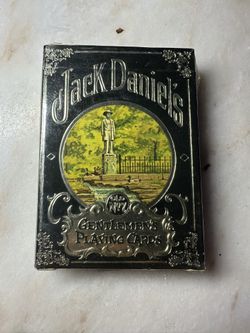 Jack Daniel's
OLD
No. 7
GENTLEMEN'S
PLAYING CARDS